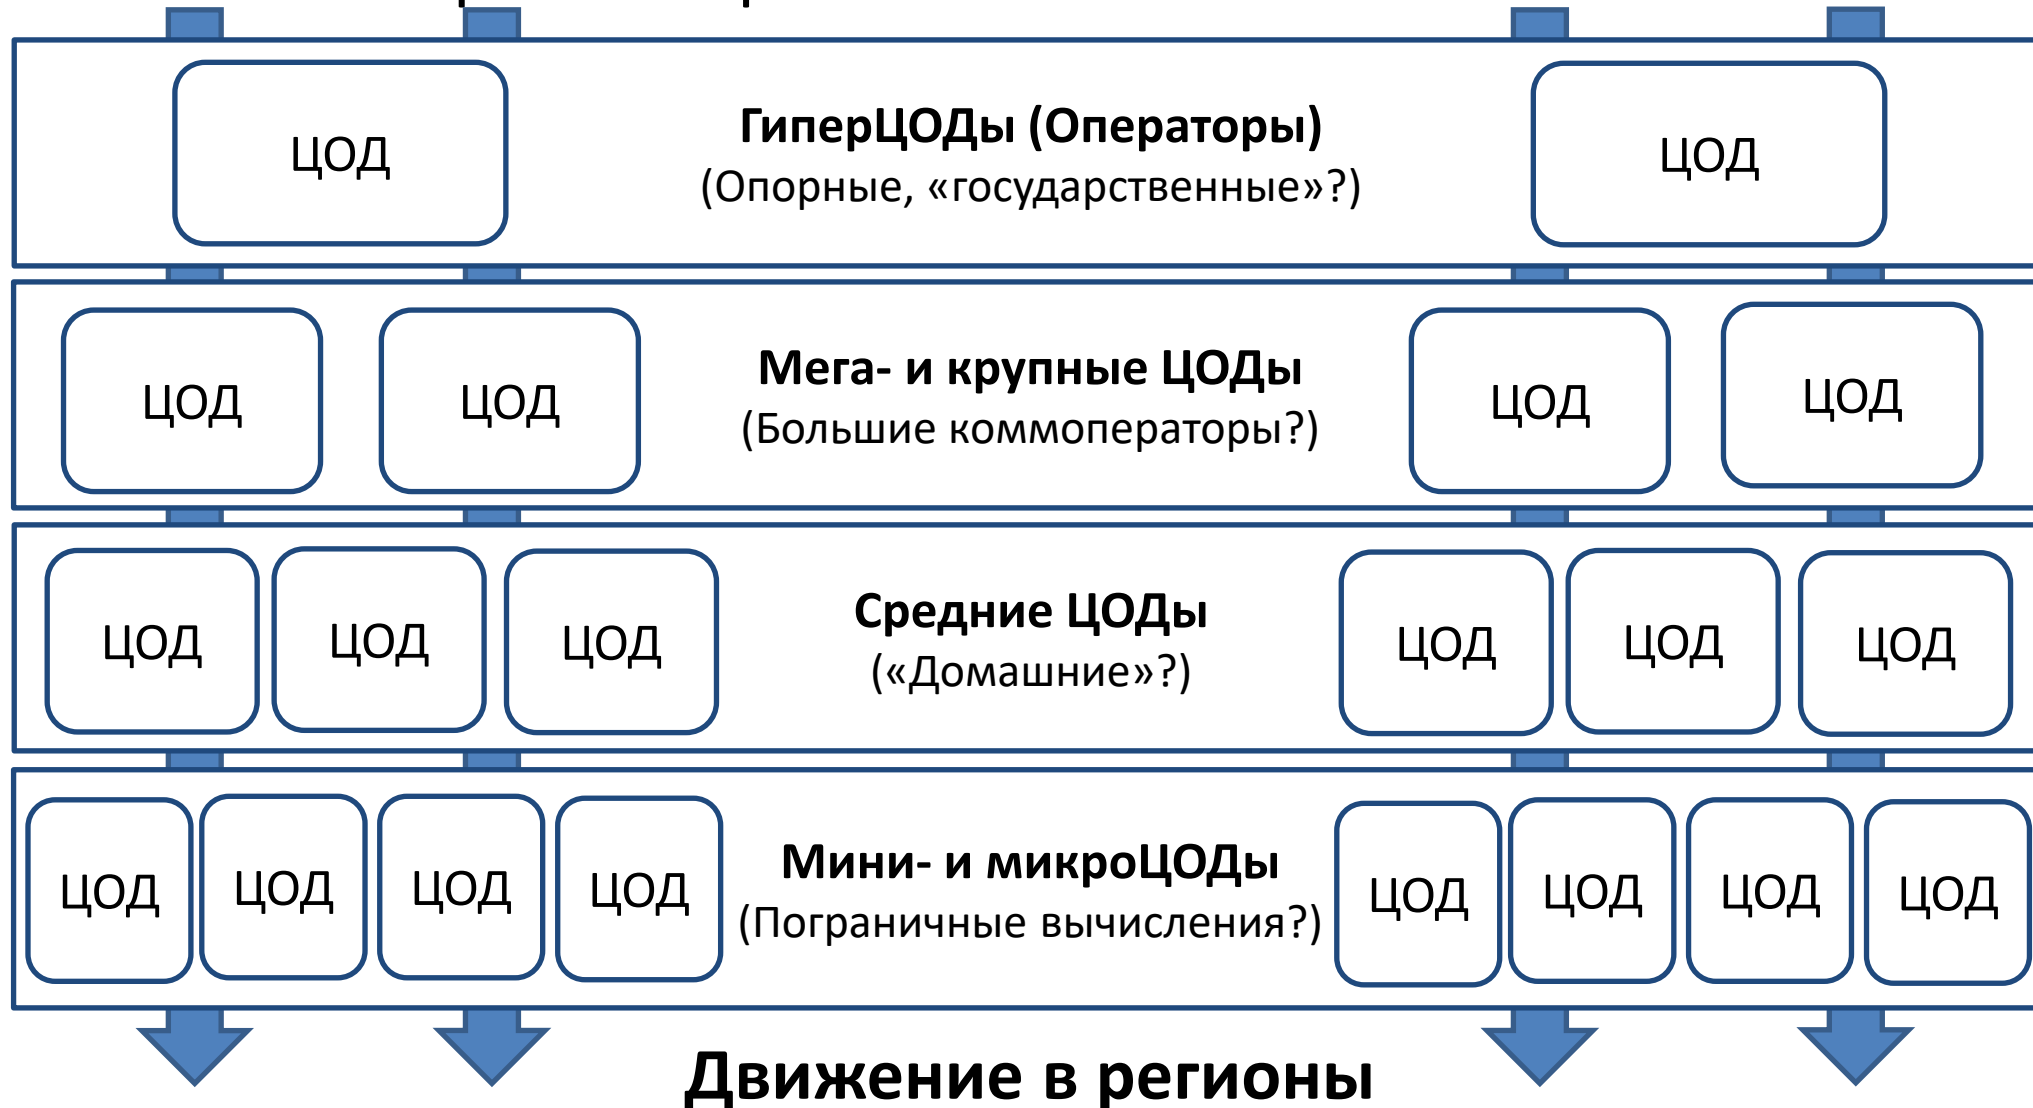 ЦОД
ГиперЦОДы (Операторы)
(Опорные, «государственные»?)
ЦОД
ЦОД
ЦОД
Мега- и крупные ЦОДы
(Большие коммоператоры?)
ЦОД
ЦОД
ЦОД
ЦОД
ЦОД
Средние ЦОДы
(«Домашние»?)
ЦОД
ЦОД
ЦОД
ЦОД
ЦОД
ЦОД
ЦОД
Мини- и микроЦОДы
(Пограничные вычисления?)
ЦОД
ЦОД
ЦОД
ЦОД
Движение в регионы